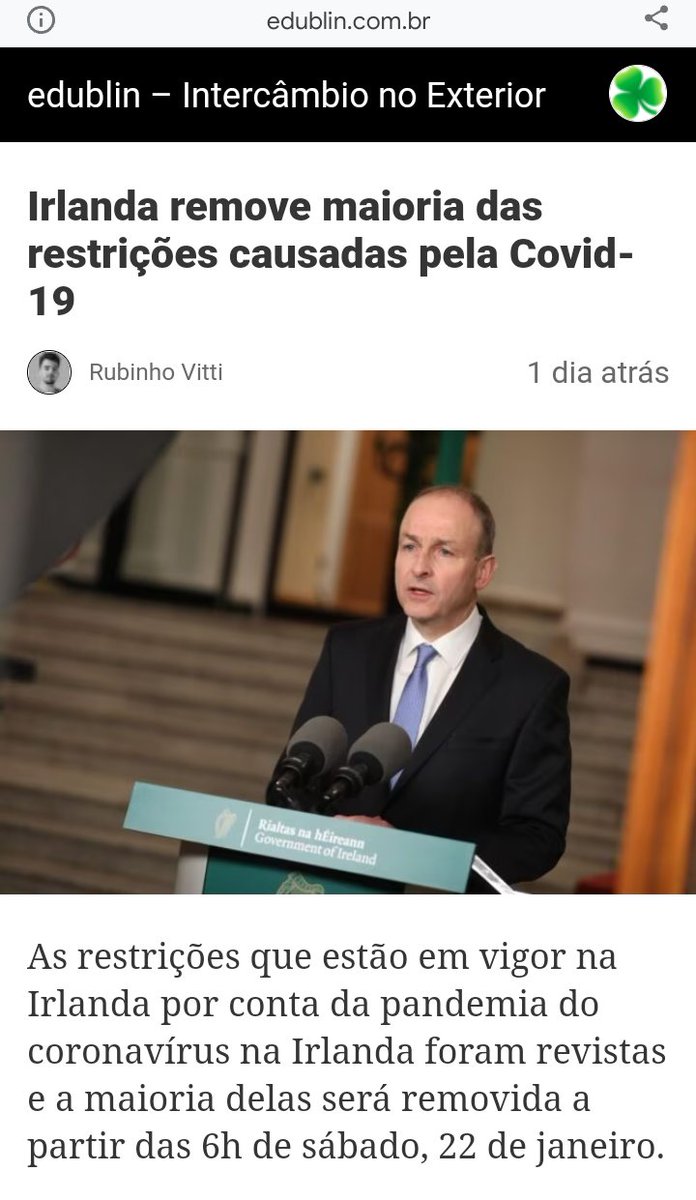 edublin.com.br
edublin – Intercâmbio no Exterior
Irlanda remove maioria das
restrições causadas pela Covid-
19
Rubinho Vitti
1 dia atrás
Rialtas na hÉireann
Government of Ireland
As restrições que estão em vigor na
Irlanda por conta da pandemia do
coronavírus na Irlanda foram revistas
e a maioria delas será removida a
partir das 6h de sábado, 22 de janeiro.